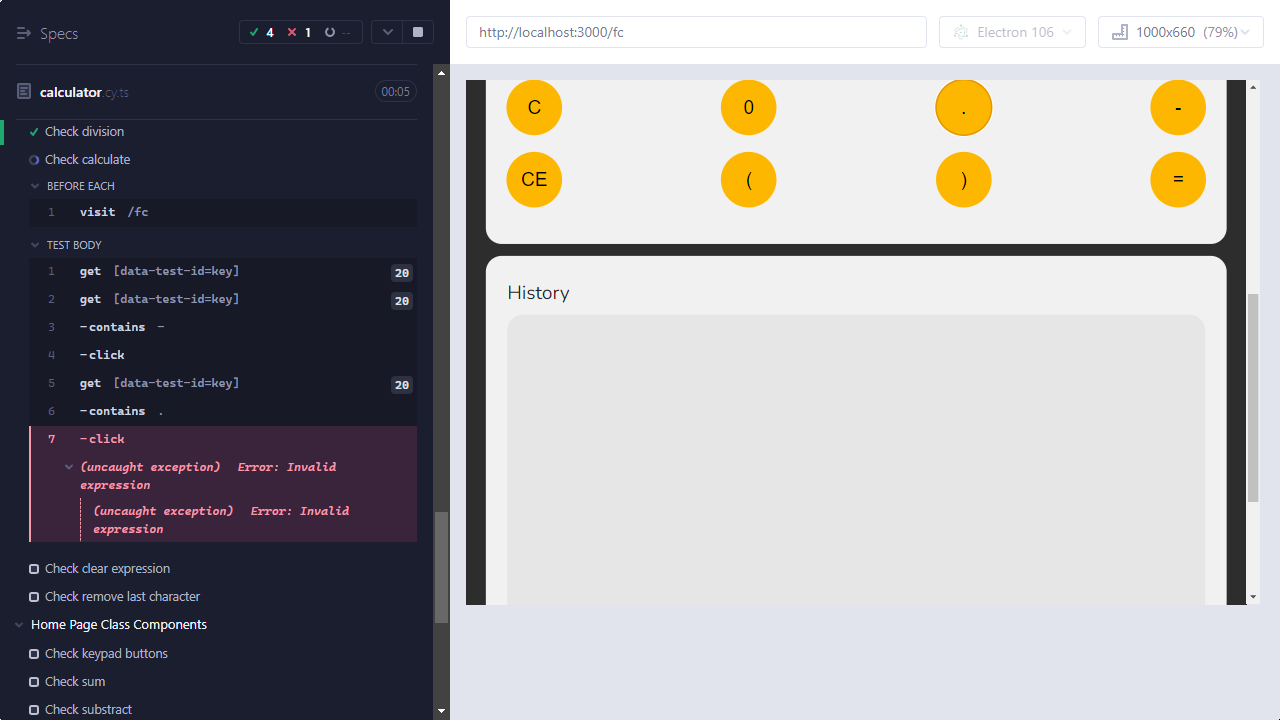 Specs
4
1
--
http://localhost:3000/fc
Electron 106
1000x660 (79%)
calculator.cy.ts
00:05
Check division
Check calculate
BEFORE EACH
1 visit /fc
TEST BODY
1 get [data-test-id=key] 20
2 get [data-test-id=key] 20
3 -contains -
4 -click
5 get [data-test-id=key] 20
6 -contains .
7 -click
(uncaught exception) Error: Invalid
expression
(uncaught exception) Error: Invalid
expression
Check clear expression
Check remove last character
Home Page Class Components
Check keypad buttons
Check sum
Check substract
C 0 . -
CE ( ) =
History